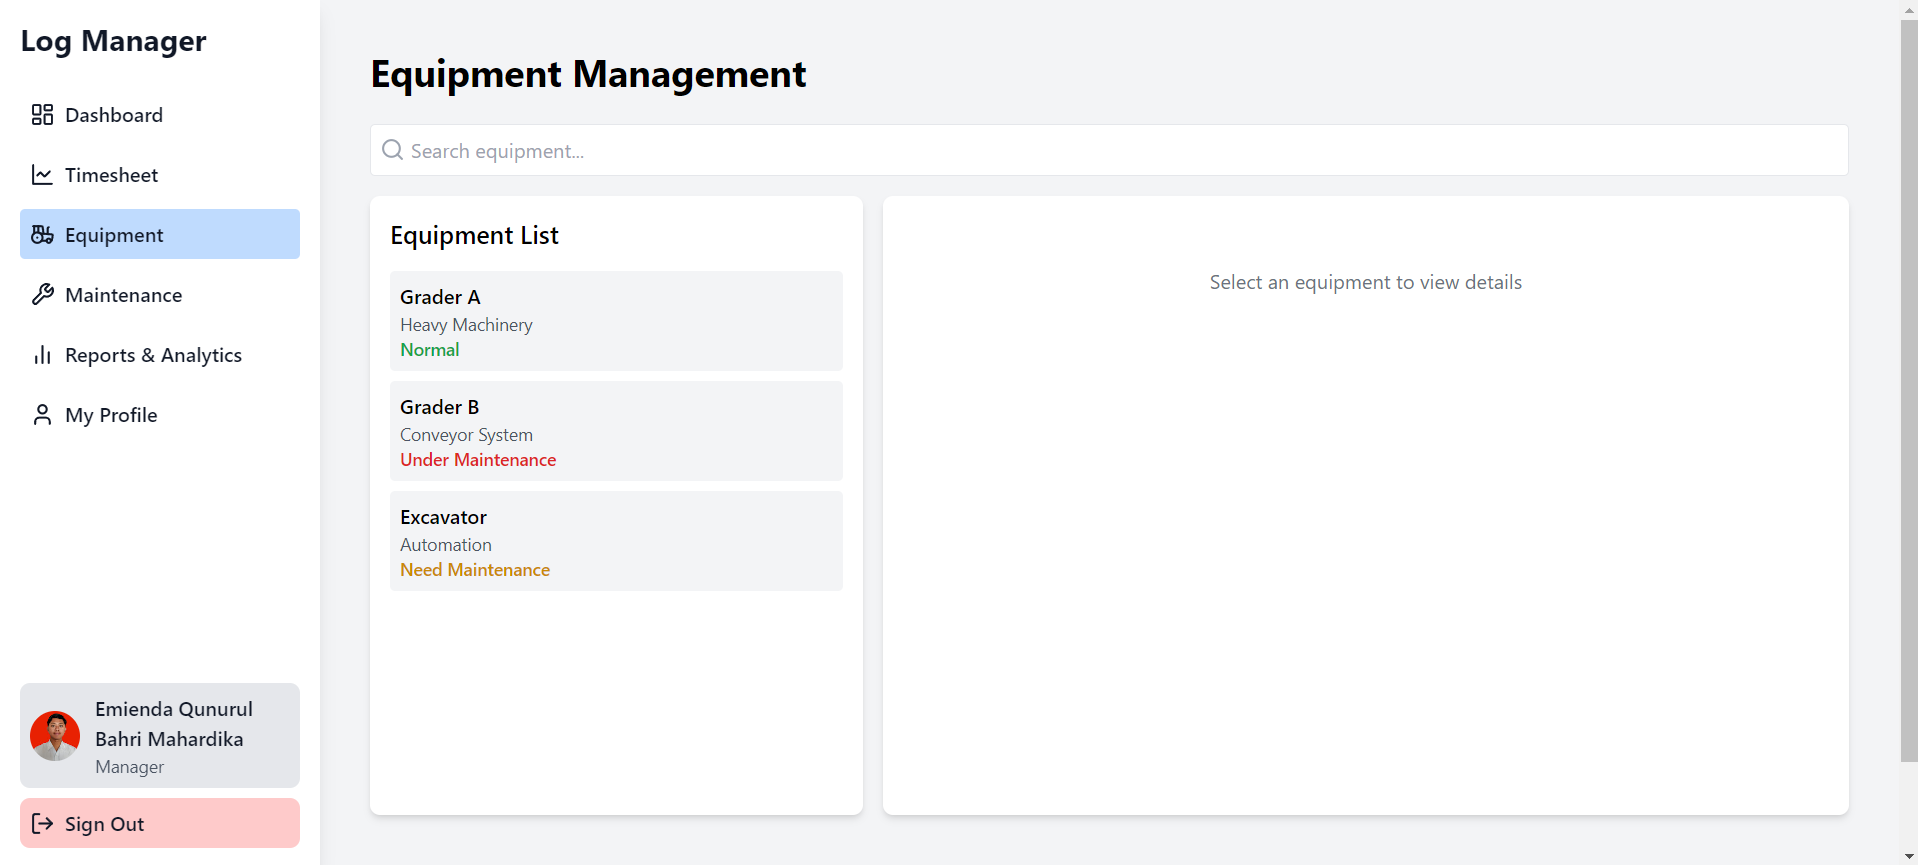 Log Manager
Dashboard
Timesheet
Equipment
Maintenance
Reports & Analytics
My Profile
Emienda Qunurul
Bahri Mahardika
Manager
Sign Out
Equipment Management
Search equipment...
Equipment List
Grader A
Heavy Machinery
Normal
Grader B
Conveyor System
Under Maintenance
Excavator
Automation
Need Maintenance
Select an equipment to view details